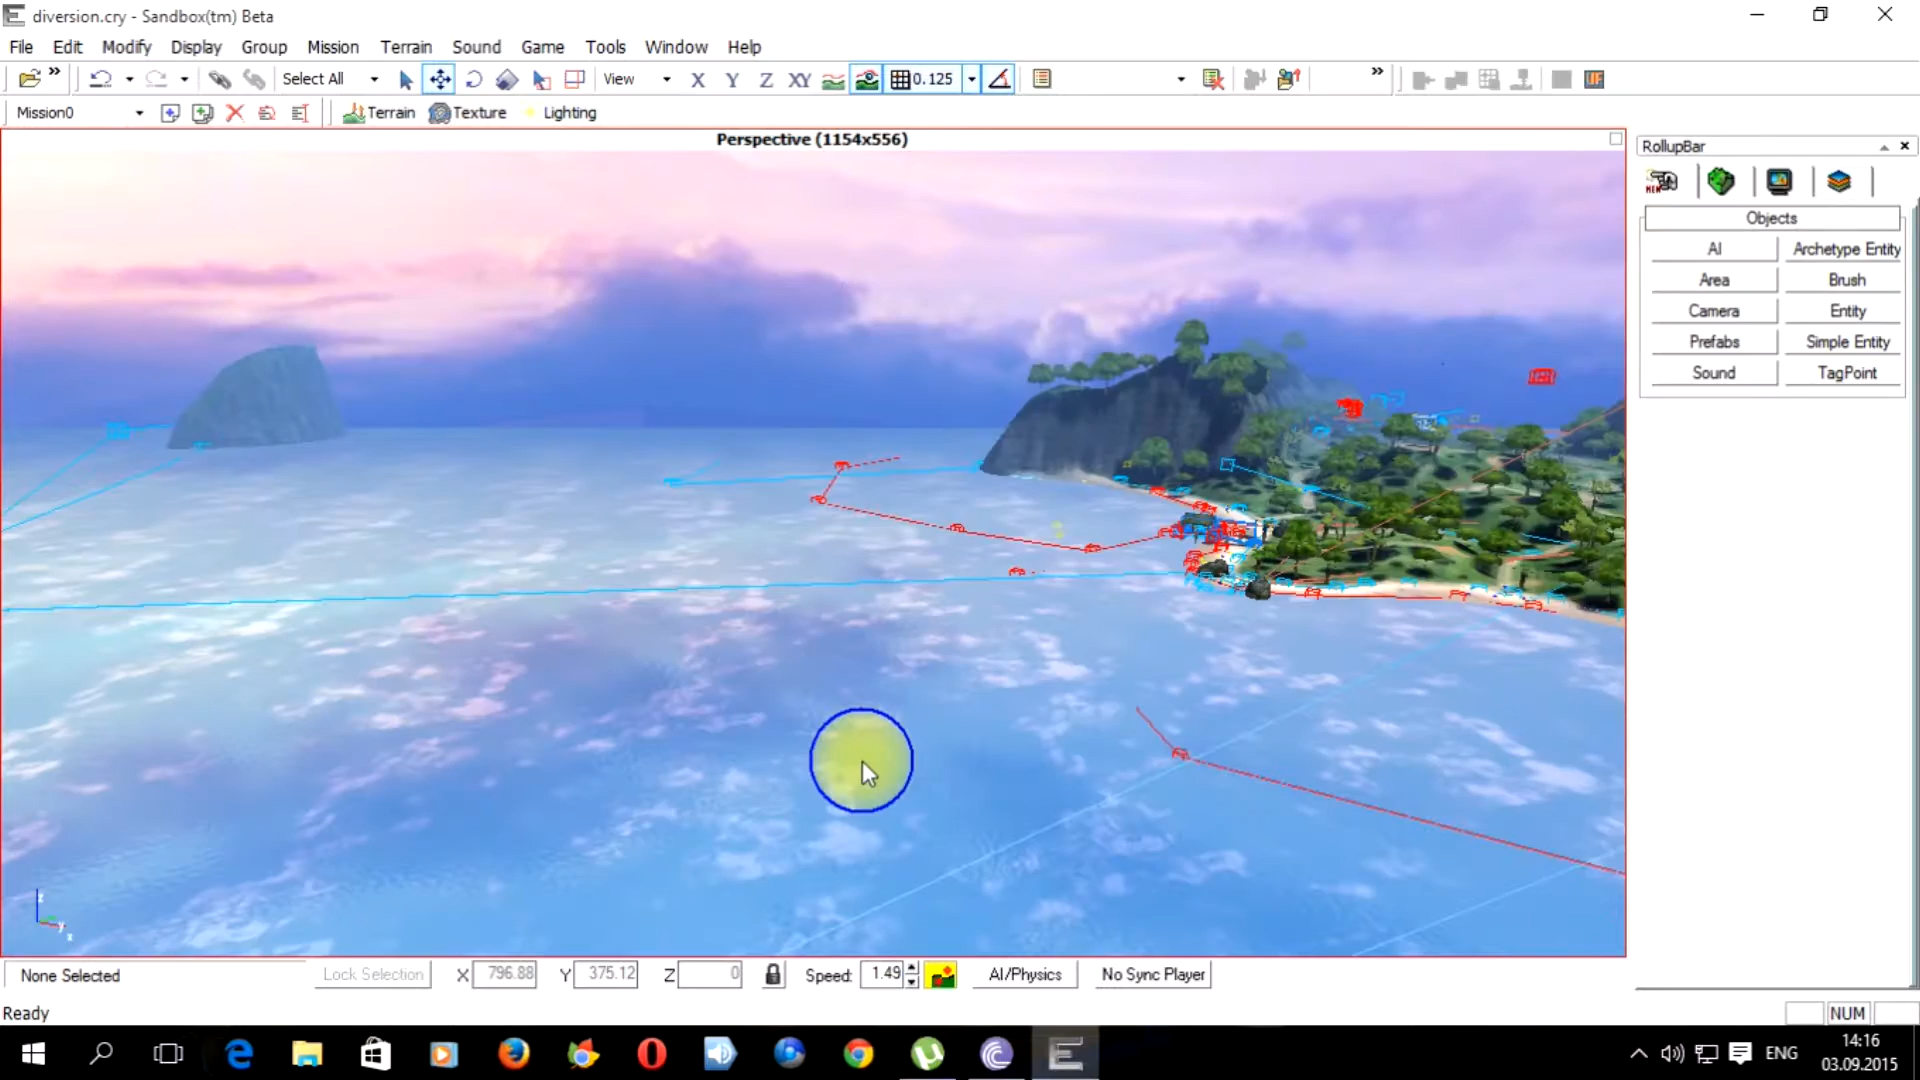 diversion.cry - Sandbox(tm) Beta
File Edit Modify Display Group Mission Terrain Sound Game Tools Window Help
Select All View X Y Z XY 0.125
Mission0 Terrain Texture Lighting
Perspective (1154x556)
RollupBar
Objects
AI Archetype Entity
Area Brush
Camera Entity
Prefabs Simple Entity
Sound TagPoint
None Selected Lock Selection X 796.88 Y 375.12 Z 0 Speed: 1.49 AI/Physics No Sync Player
Ready NUM
ENG 14:16
03.09.2015